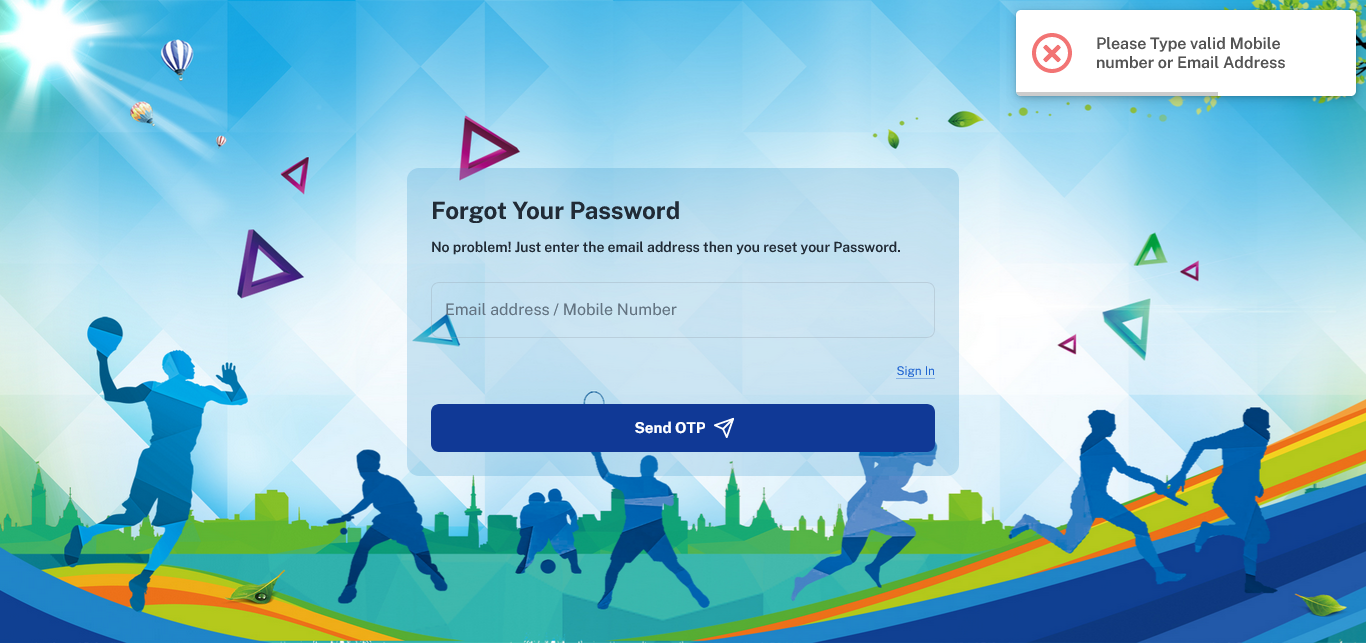 Please Type valid Mobile
number or Email Address
Forgot Your Password
No problem! Just enter the email address then you reset your Password.
Email address / Mobile Number
Sign In
Send OTP